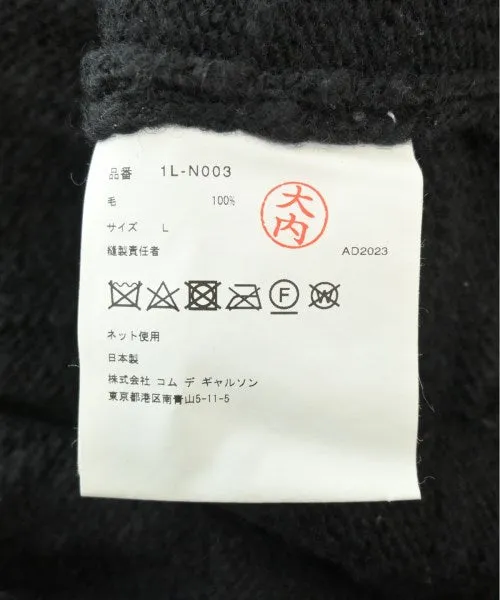 品番 1L-N003
毛 100%
サイズ L
縫製責任者
大内
AD2023
F
W
ネット使用
日本製
株式会社 コム デ ギャルソン
東京都港区南青山5-11-5